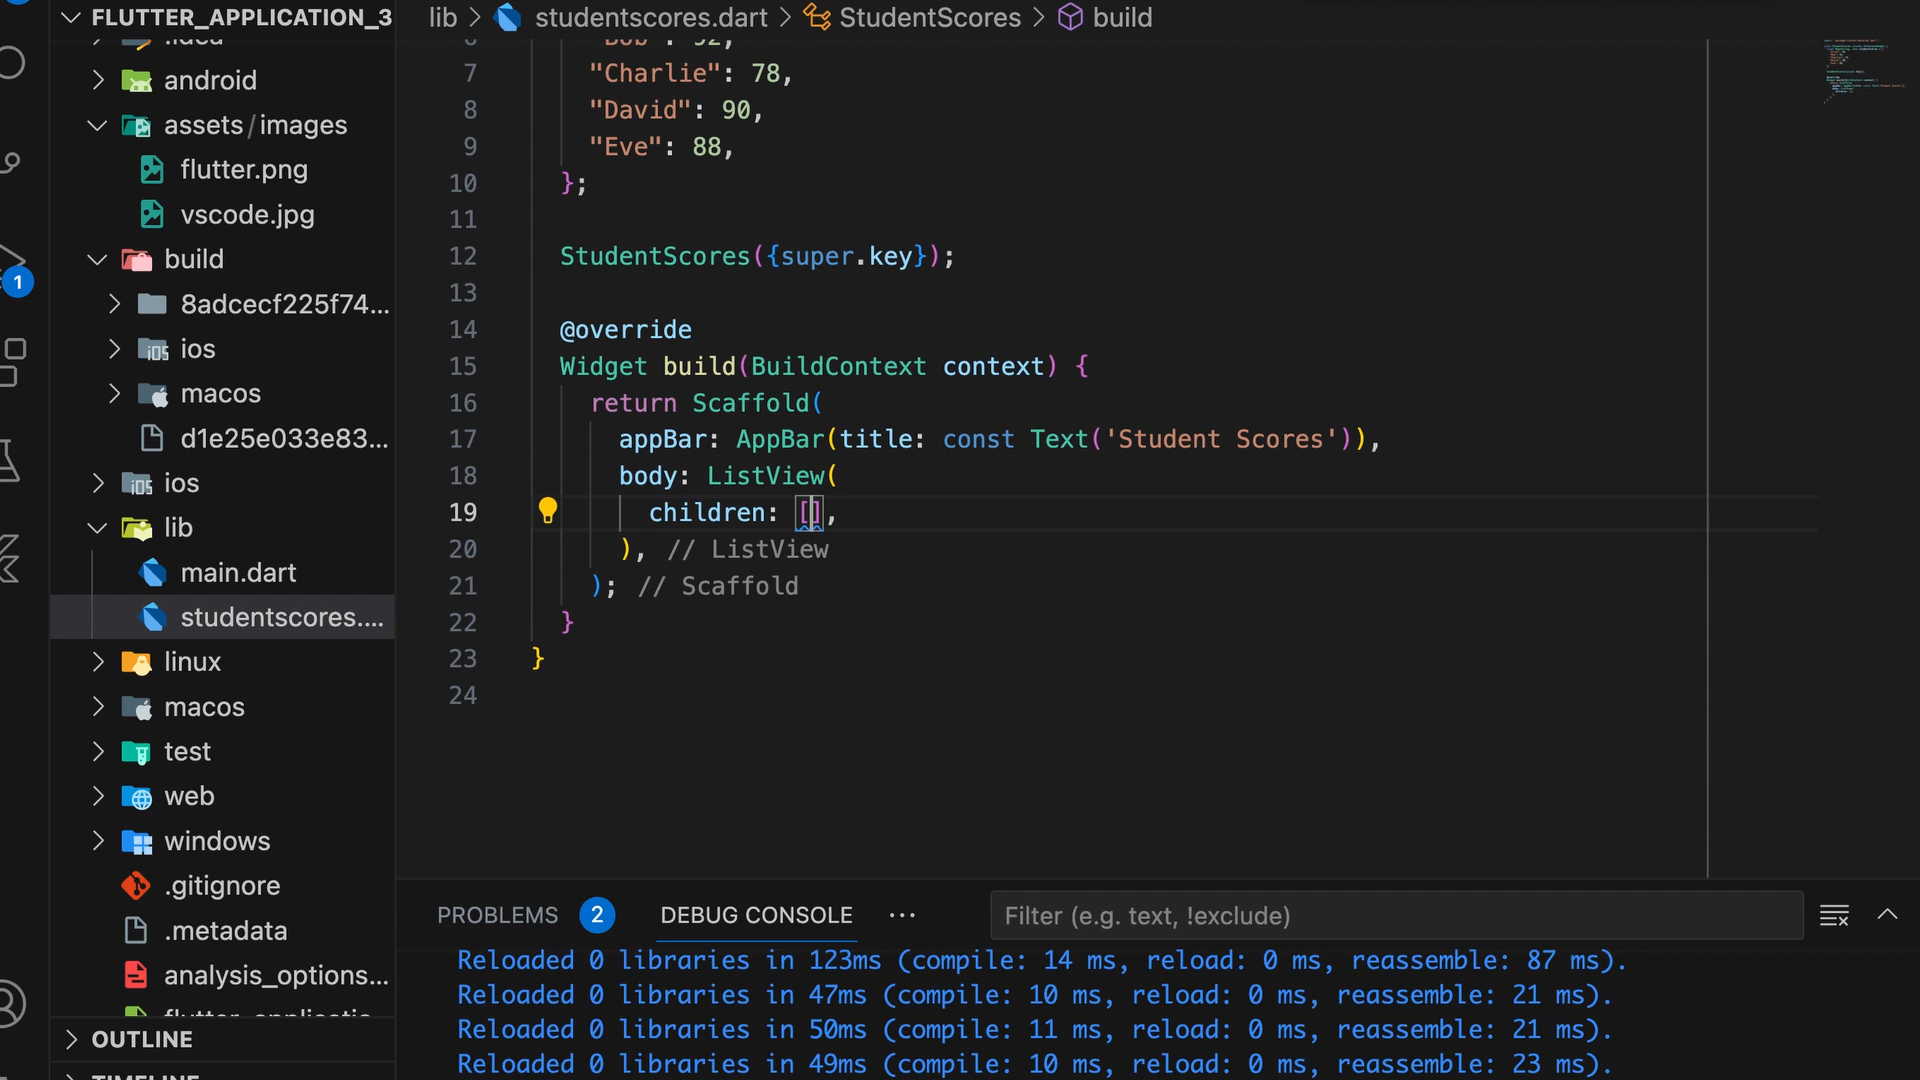 FLUTTER_APPLICATION_3
.idea
android
assets/images
flutter.png
vscode.jpg
build
8adcecf225f74...
ios
macos
d1e25e033e83...
ios
lib
main.dart
studentscores....
linux
macos
test
web
windows
.gitignore
.metadata
analysis_options...
OUTLINE
TIMELINE
1
lib > studentscores.dart > StudentScores > build
6 "Bob": 92,
7 "Charlie": 78,
8 "David": 90,
9 "Eve": 88,
10 };
11
12 StudentScores({super.key});
13
14 @override
15 Widget build(BuildContext context) {
16 return Scaffold(
17 appBar: AppBar(title: const Text('Student Scores')),
18 body: ListView(
19 children: [],
20 ), // ListView
21 ); // Scaffold
22 }
23 }
24
PROBLEMS 2 DEBUG CONSOLE ··· Filter (e.g. text, !exclude)
Reloaded 0 libraries in 123ms (compile: 14 ms, reload: 0 ms, reassemble: 87 ms).
Reloaded 0 libraries in 47ms (compile: 10 ms, reload: 0 ms, reassemble: 21 ms).
Reloaded 0 libraries in 50ms (compile: 11 ms, reload: 0 ms, reassemble: 21 ms).
Reloaded 0 libraries in 49ms (compile: 10 ms, reload: 0 ms, reassemble: 23 ms).